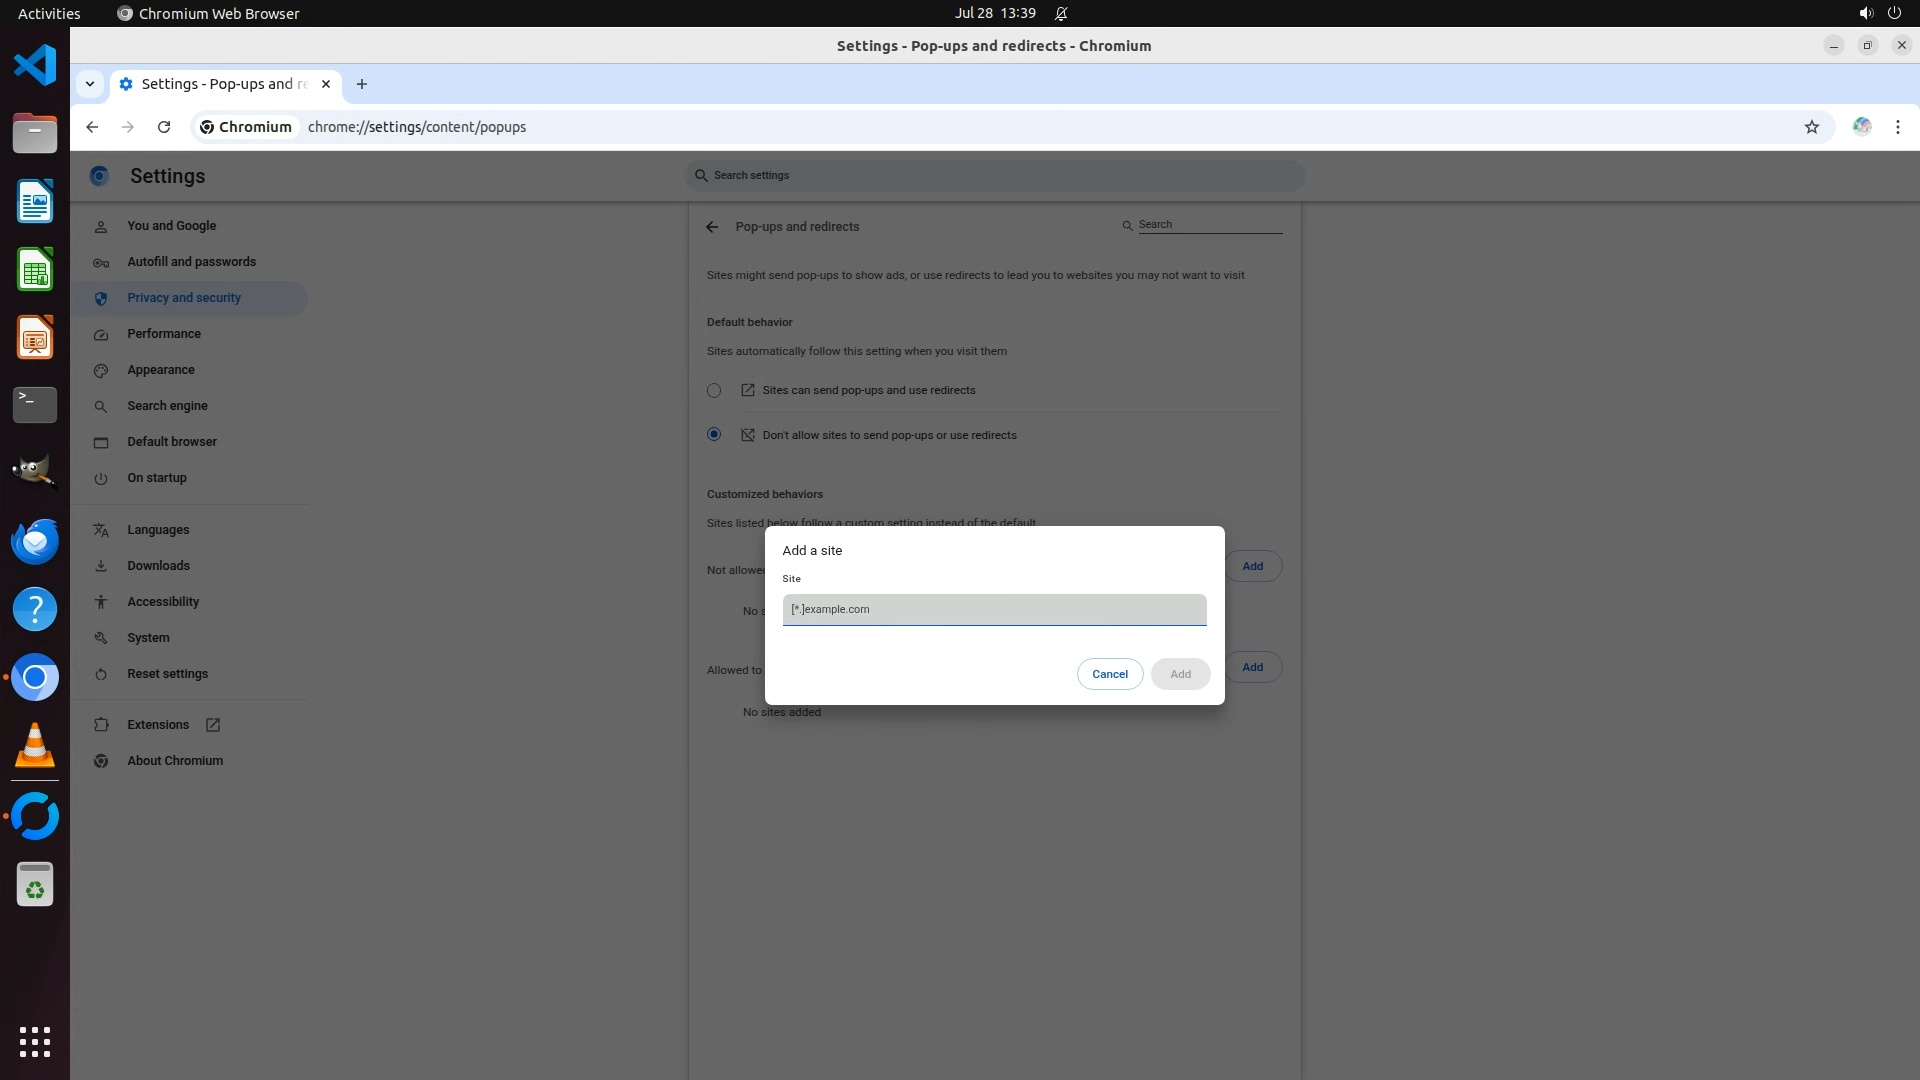 Activities
Chromium Web Browser
Jul 28 13:39
Settings - Pop-ups and redirects - Chromium
Settings - Pop-ups and re
Chromium
chrome://settings/content/popups
Settings
Search settings
You and Google
Autofill and passwords
Privacy and security
Performance
Appearance
Search engine
Default browser
On startup
Languages
Downloads
Accessibility
System
Reset settings
Extensions
About Chromium
Pop-ups and redirects
Search
Sites might send pop-ups to show ads, or use redirects to lead you to websites you may not want to visit
Default behavior
Sites automatically follow this setting when you visit them
Sites can send pop-ups and use redirects
Don't allow sites to send pop-ups or use redirects
Customized behaviors
Sites listed below follow a custom setting instead of the default
Not allowed
Add
No s
Allowed to
Add
No sites added
Add a site
Site
[*.]example.com
Cancel
Add